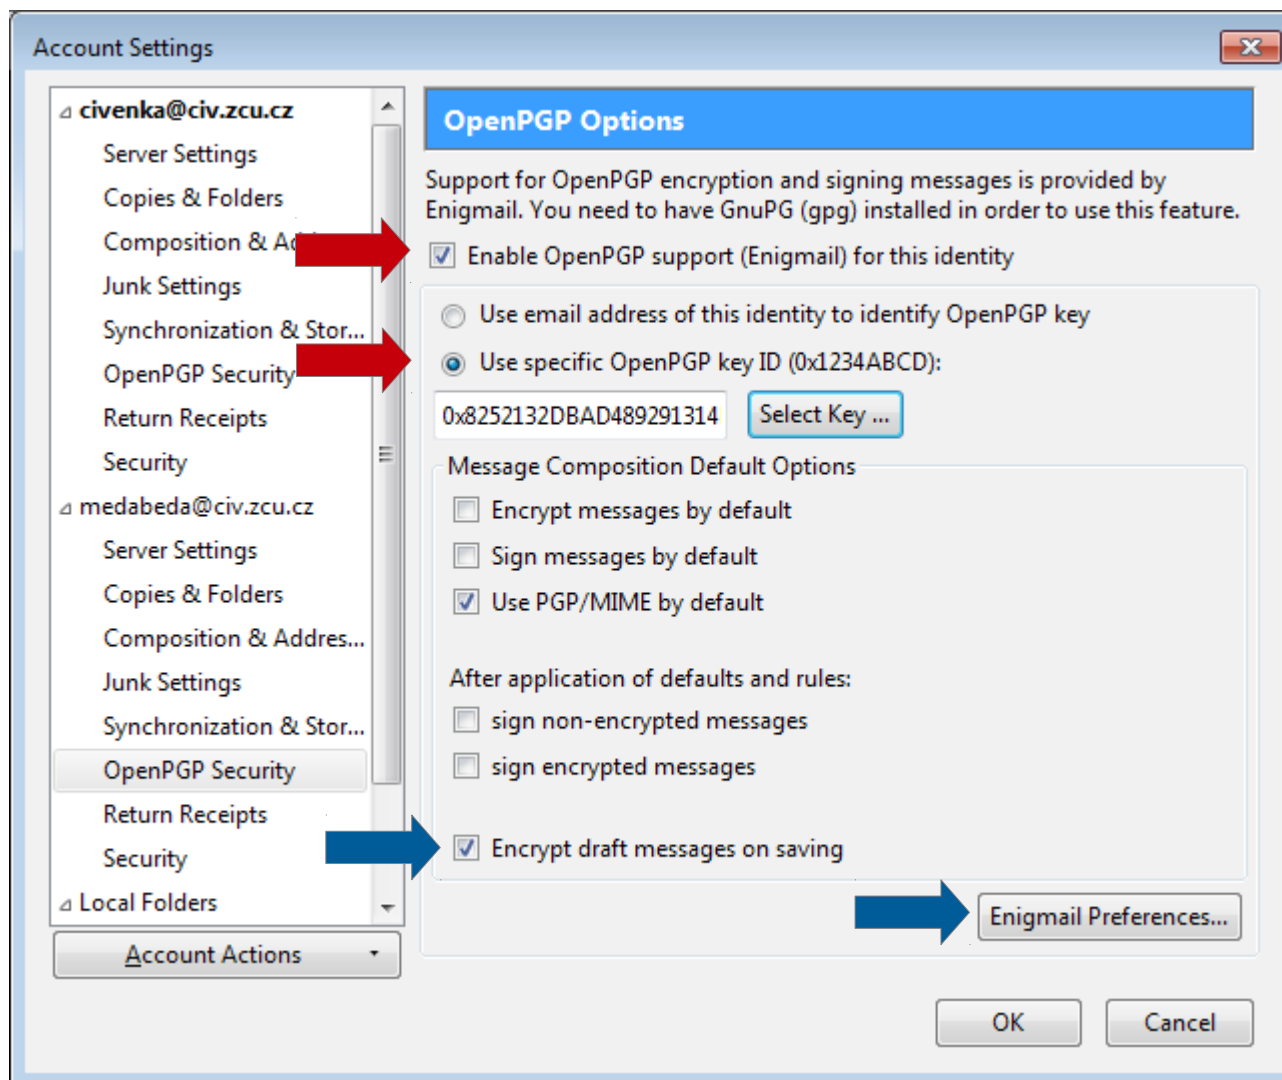 Account Settings
civenka@civ.zcu.cz
Server Settings
Copies & Folders
Composition &
Junk Settings
Synchronization & Stor...
OpenPGP Security
Return Receipts
Security
medabeda@civ.zcu.cz
Server Settings
Copies & Folders
Composition & Addres...
Junk Settings
Synchronization & Stor...
OpenPGP Security
Return Receipts
Security
Local Folders
Account Actions
OpenPGP Options
Support for OpenPGP encryption and signing messages is provided by
Enigmail. You need to have GnuPG (gpg) installed in order to use this feature.
Enable OpenPGP support (Enigmail) for this identity
Use email address of this identity to identify OpenPGP key
Use specific OpenPGP key ID (0x1234ABCD):
0x8252132DBAD489291314
Select Key ...
Message Composition Default Options
Encrypt messages by default
Sign messages by default
Use PGP/MIME by default
After application of defaults and rules:
sign non-encrypted messages
sign encrypted messages
Encrypt draft messages on saving
Enigmail Preferences...
OK
Cancel